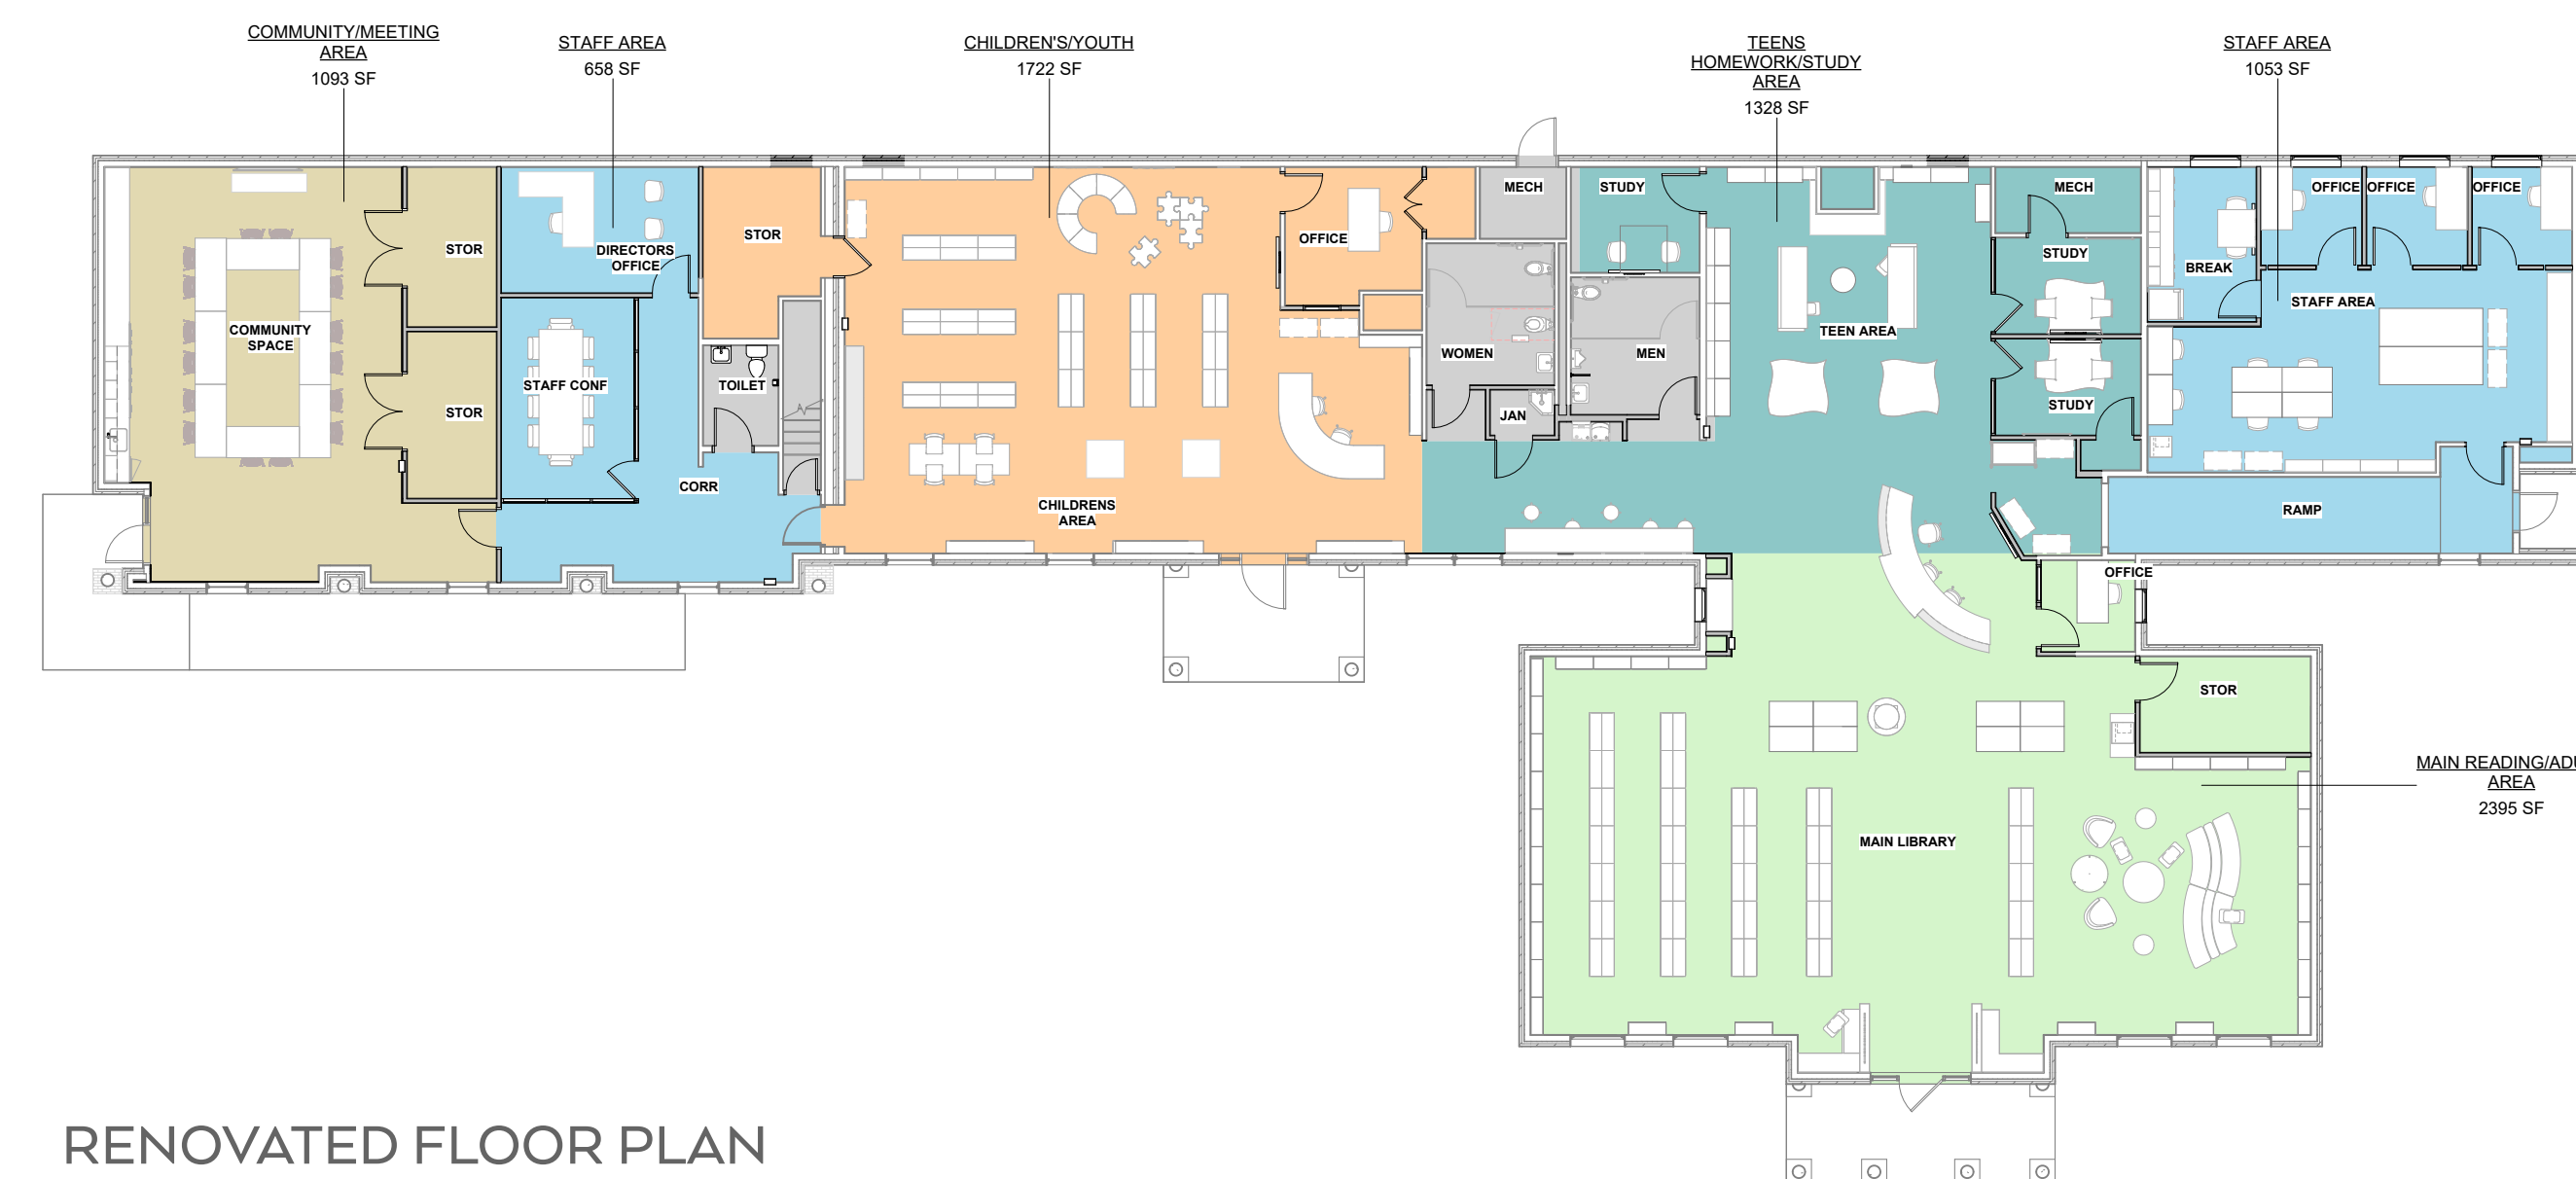 COMMUNITY/MEETING
AREA
1093 SF
STAFF AREA
658 SF
CHILDREN'S/YOUTH
1722 SF
TEENS
HOMEWORK/STUDY
AREA
1328 SF
STAFF AREA
1053 SF
COMMUNITY
SPACE
STOR
STOR
DIRECTORS
OFFICE
STAFF CONF
STOR
TOILET
CORR
OFFICE
CHILDRENS
AREA
MECH
WOMEN
JAN
STUDY
MEN
TEEN AREA
MECH
STUDY
STUDY
BREAK
OFFICE
OFFICE
OFFICE
STAFF AREA
RAMP
OFFICE
STOR
MAIN LIBRARY
MAIN READING/
AREA
2395 SF
RENOVATED FLOOR PLAN